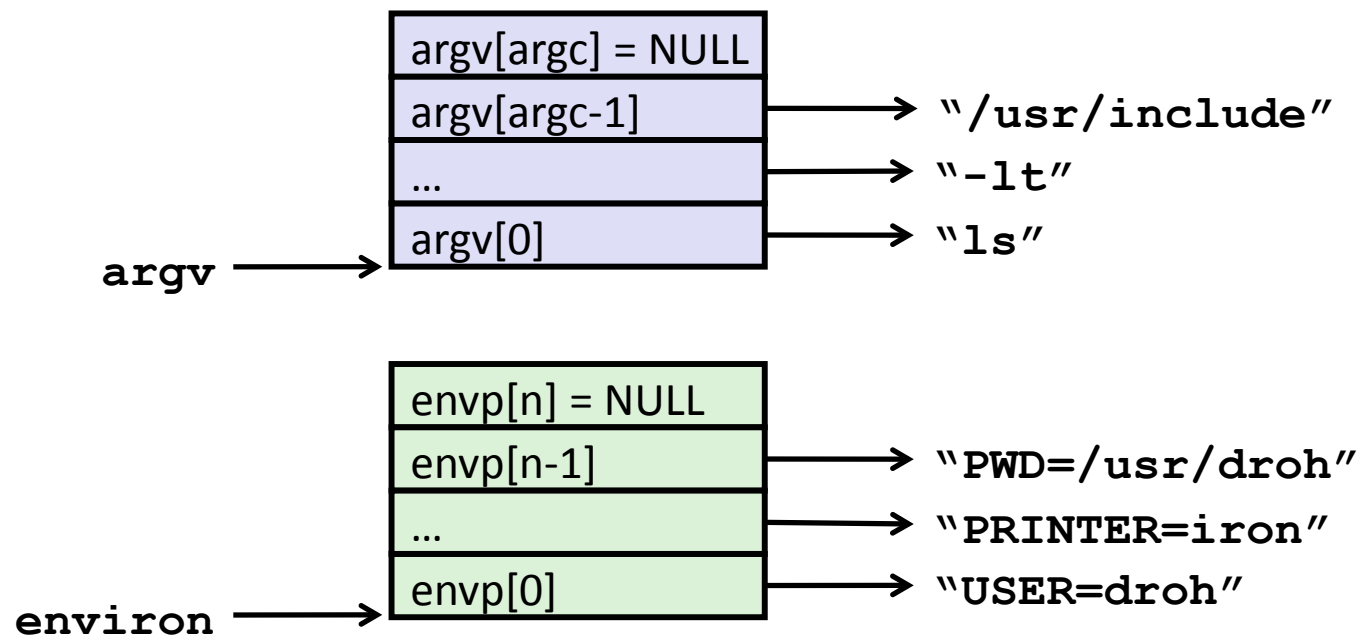 argv[argc] = NULL
argv[argc-1]
“/usr/include”
…
“-lt”
argv[0]
“ls”
argv
envp[n] = NULL
envp[n-1]
“PWD=/usr/droh”
…
“PRINTER=iron”
envp[0]
“USER=droh”
environ